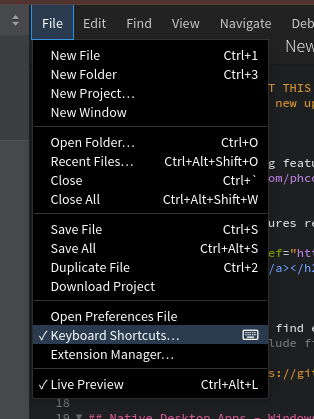 File Edit Find View Navigate Deb
New
New File Ctrl+1
New Folder Ctrl+3
New Project…
New Window
Open Folder… Ctrl+O
Recent Files… Ctrl+Alt+Shift+O
Close Ctrl+`
Close All Ctrl+Alt+Shift+W
Save File Ctrl+S
Save All Ctrl+Alt+S
Duplicate File Ctrl+2
Download Project
Open Preferences File
✓ Keyboard Shortcuts…
Extension Manager…
✓ Live Preview Ctrl+Alt+L
T THIS
new up
g featu
om/phco
ures re
ef="htt
/a></h2
find e
lude fi
s://git
18
19 ## Native Desktop Apps - Windows